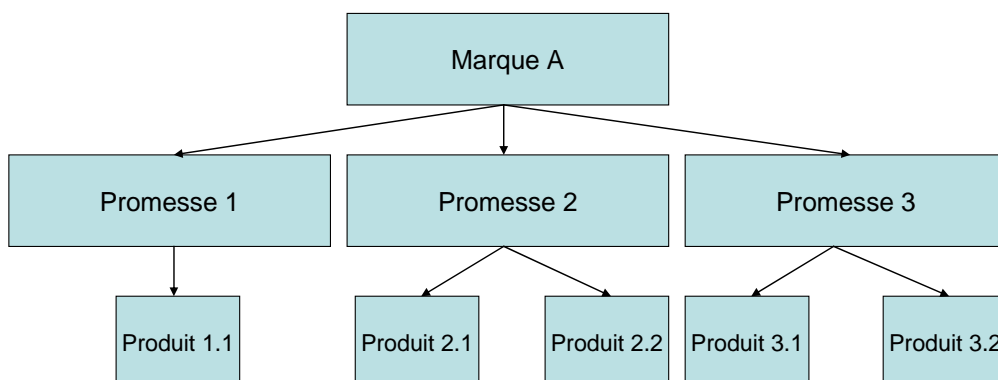 Marque A
Promesse 1
Promesse 2
Promesse 3
Produit 1.1
Produit 2.1
Produit 2.2
Produit 3.1
Produit 3.2